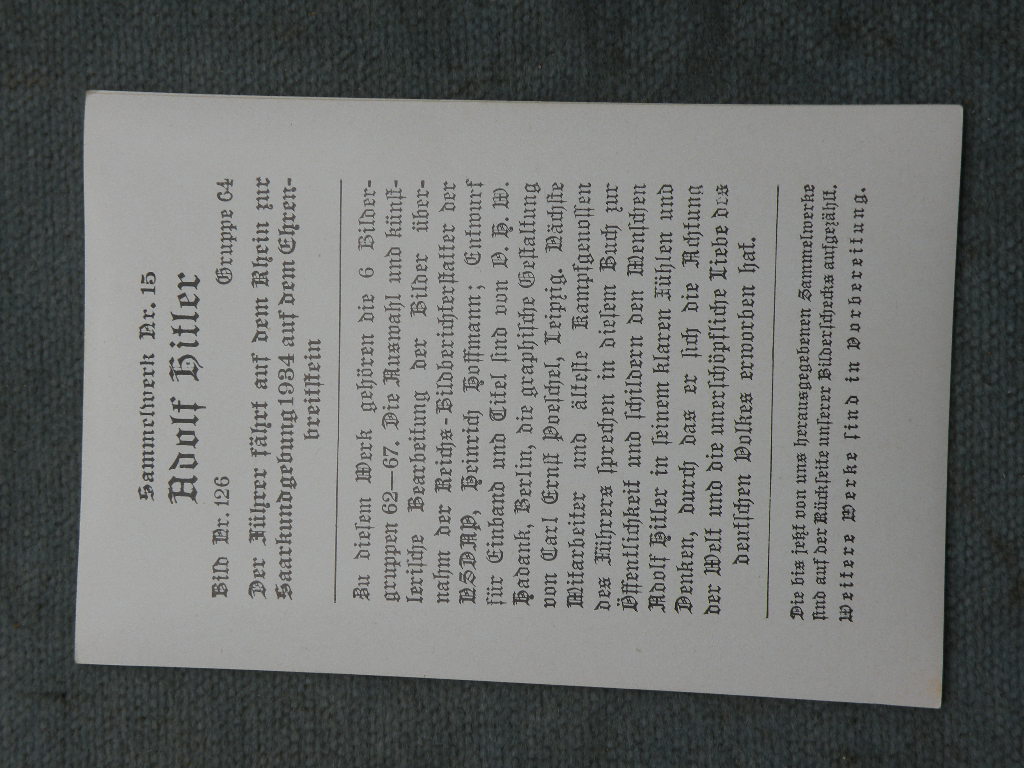 Sammelwerk Nr. 15
Adolf Hitler
Bild Nr. 126 Gruppe 64
Der Führer fährt auf dem Rhein zur
Saarkundgebung 1934 auf dem Ehren-
breitstein
Zu diesem Werk gehören die 6 Bilder-
gruppen 62—67. Die Auswahl und künst-
lerische Bearbeitung der Bilder über-
nahm der Reichs-Bildberichterstatter der
NSDAP, Heinrich Hoffmann; Entwurf
für Einband und Titel sind von O. H. W.
Hadank, Berlin, die graphische Gestaltung
von Carl Ernst Poeschel, Leipzig. Nächste
Mitarbeiter und älteste Kampfgenossen
des Führers sprechen in diesem Buch zur
Öffentlichkeit und schildern den Menschen
Adolf Hitler in seinem klaren Fühlen und
Denken, durch das er sich die Achtung
der Welt und die unerschöpfliche Liebe des
deutschen Volkes erworben hat.
Die bis jetzt von uns herausgegebenen Sammelwerke
sind auf der Rückseite unserer Bilderschecks aufgezählt.
Weitere Werke sind in Vorbereitung.